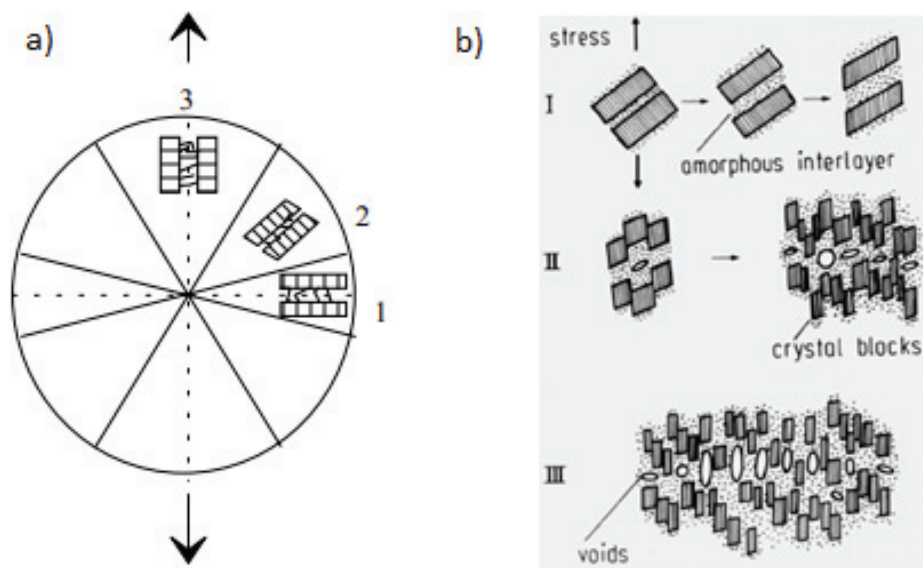 a)
3
2
1
b)
stress
I
amorphous interlayer
II
crystal blocks
III
voids